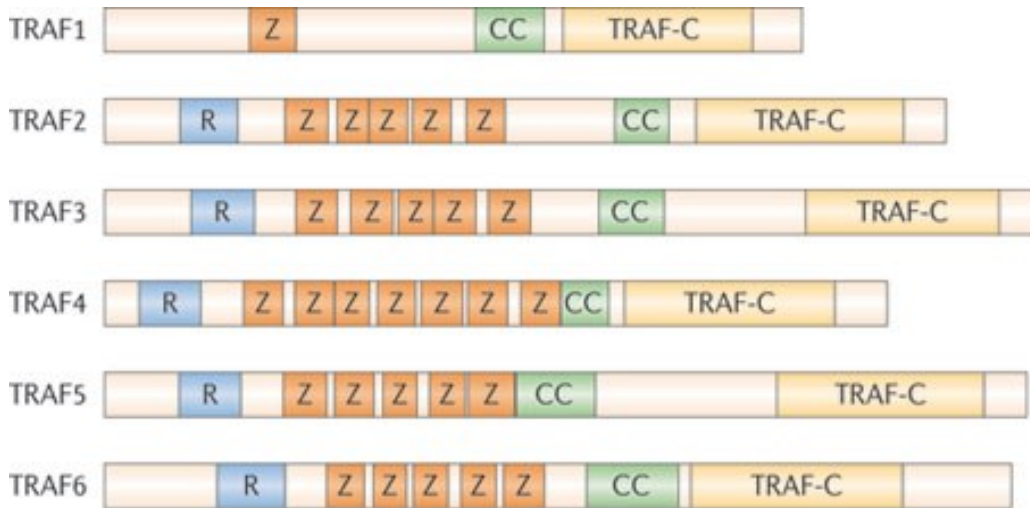 TRAF1 Z CC TRAF-C
TRAF2 R Z Z Z Z Z CC TRAF-C
TRAF3 R Z Z Z Z Z CC TRAF-C
TRAF4 R Z Z Z Z Z Z Z CC TRAF-C
TRAF5 R Z Z Z Z Z CC TRAF-C
TRAF6 R Z Z Z Z Z CC TRAF-C